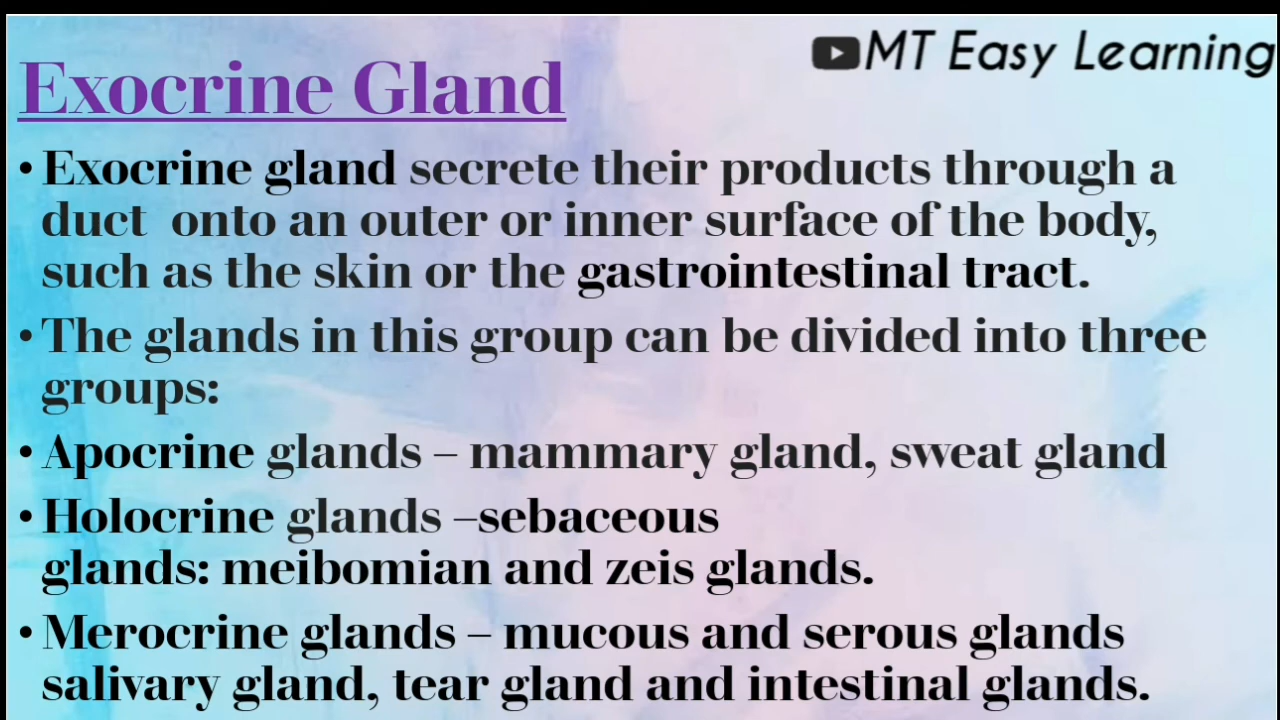 MT Easy Learning
Exocrine Gland
• Exocrine gland secrete their products through a
duct onto an outer or inner surface of the body,
such as the skin or the gastrointestinal tract.
• The glands in this group can be divided into three
groups:
• Apocrine glands – mammary gland, sweat gland
• Holocrine glands –sebaceous
glands: meibomian and zeis glands.
• Merocrine glands – mucous and serous glands
salivary gland, tear gland and intestinal glands.